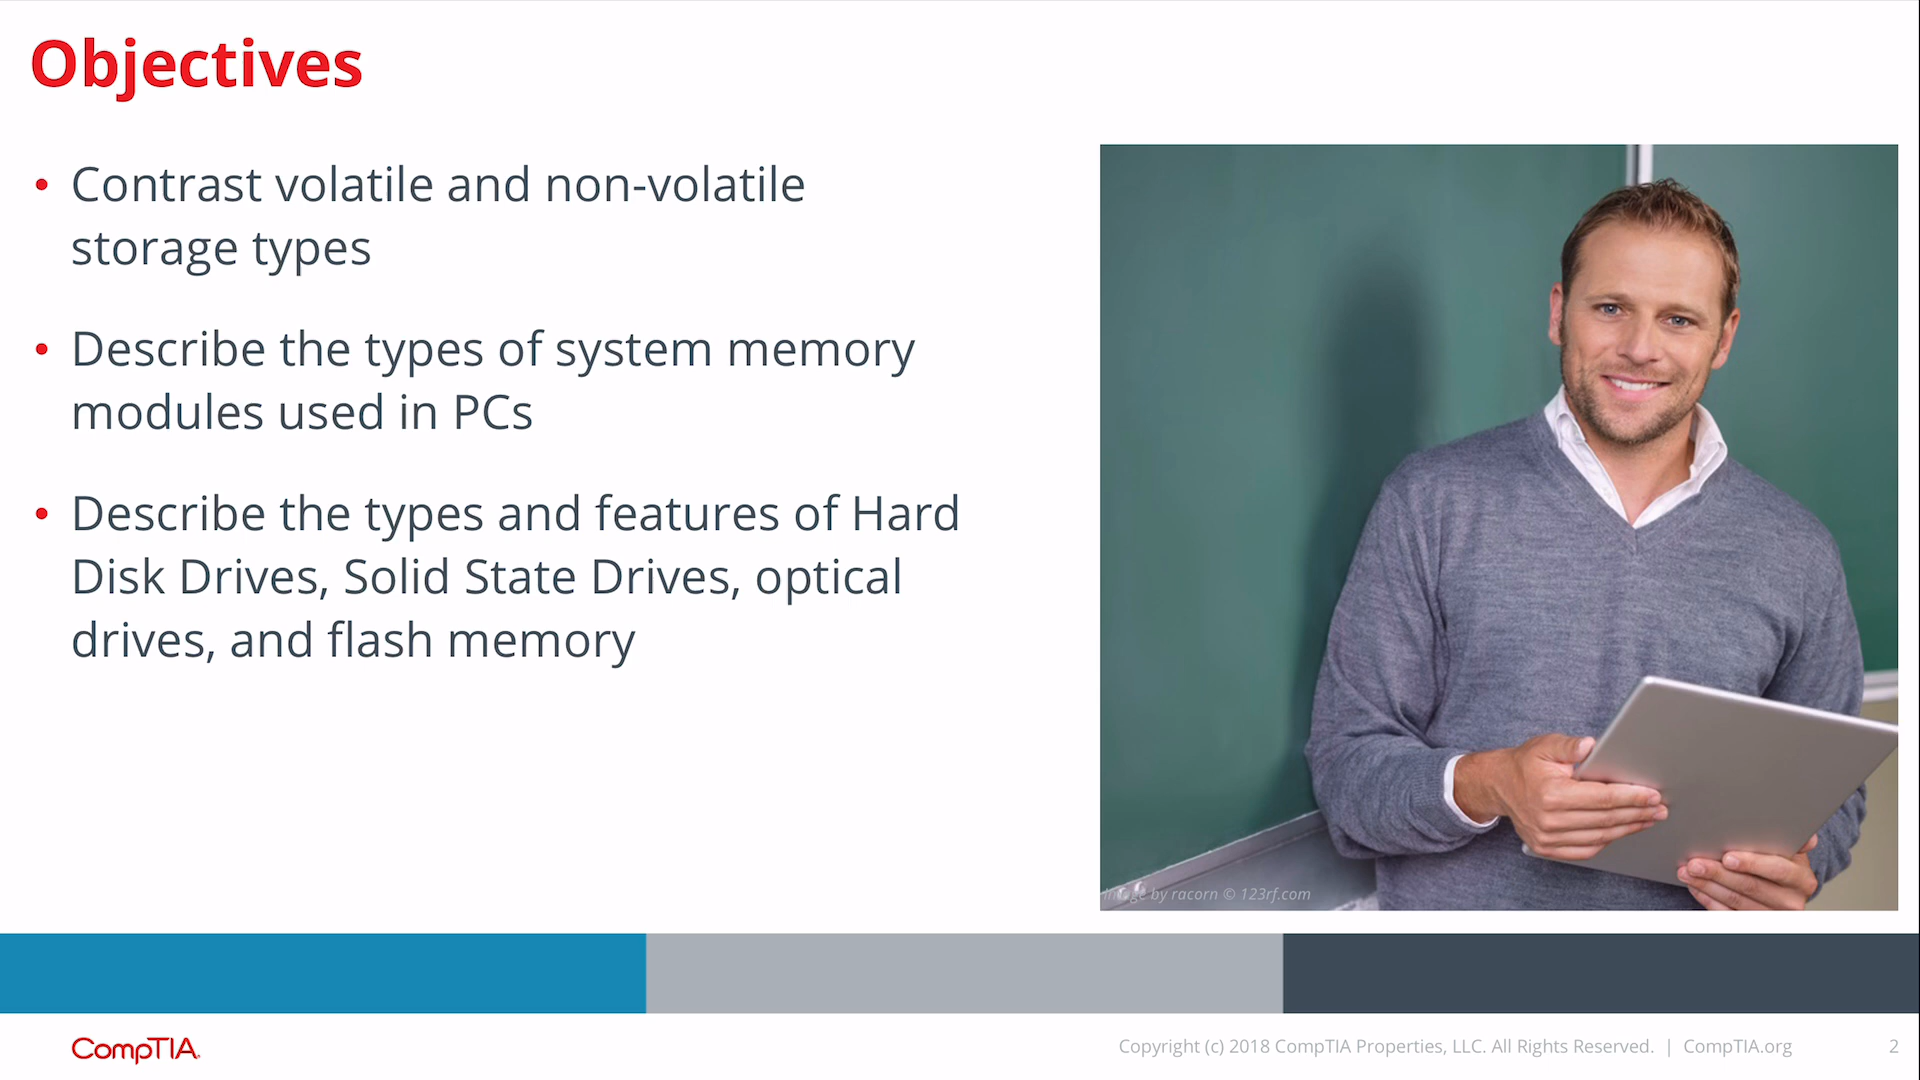 Objectives
• Contrast volatile and non-volatile
storage types
• Describe the types of system memory
modules used in PCs
• Describe the types and features of Hard
Disk Drives, Solid State Drives, optical
drives, and flash memory
image by racorn © 123rf.com
CompTIA.
Copyright (c) 2018 CompTIA Properties, LLC. All Rights Reserved. | CompTIA.org 2